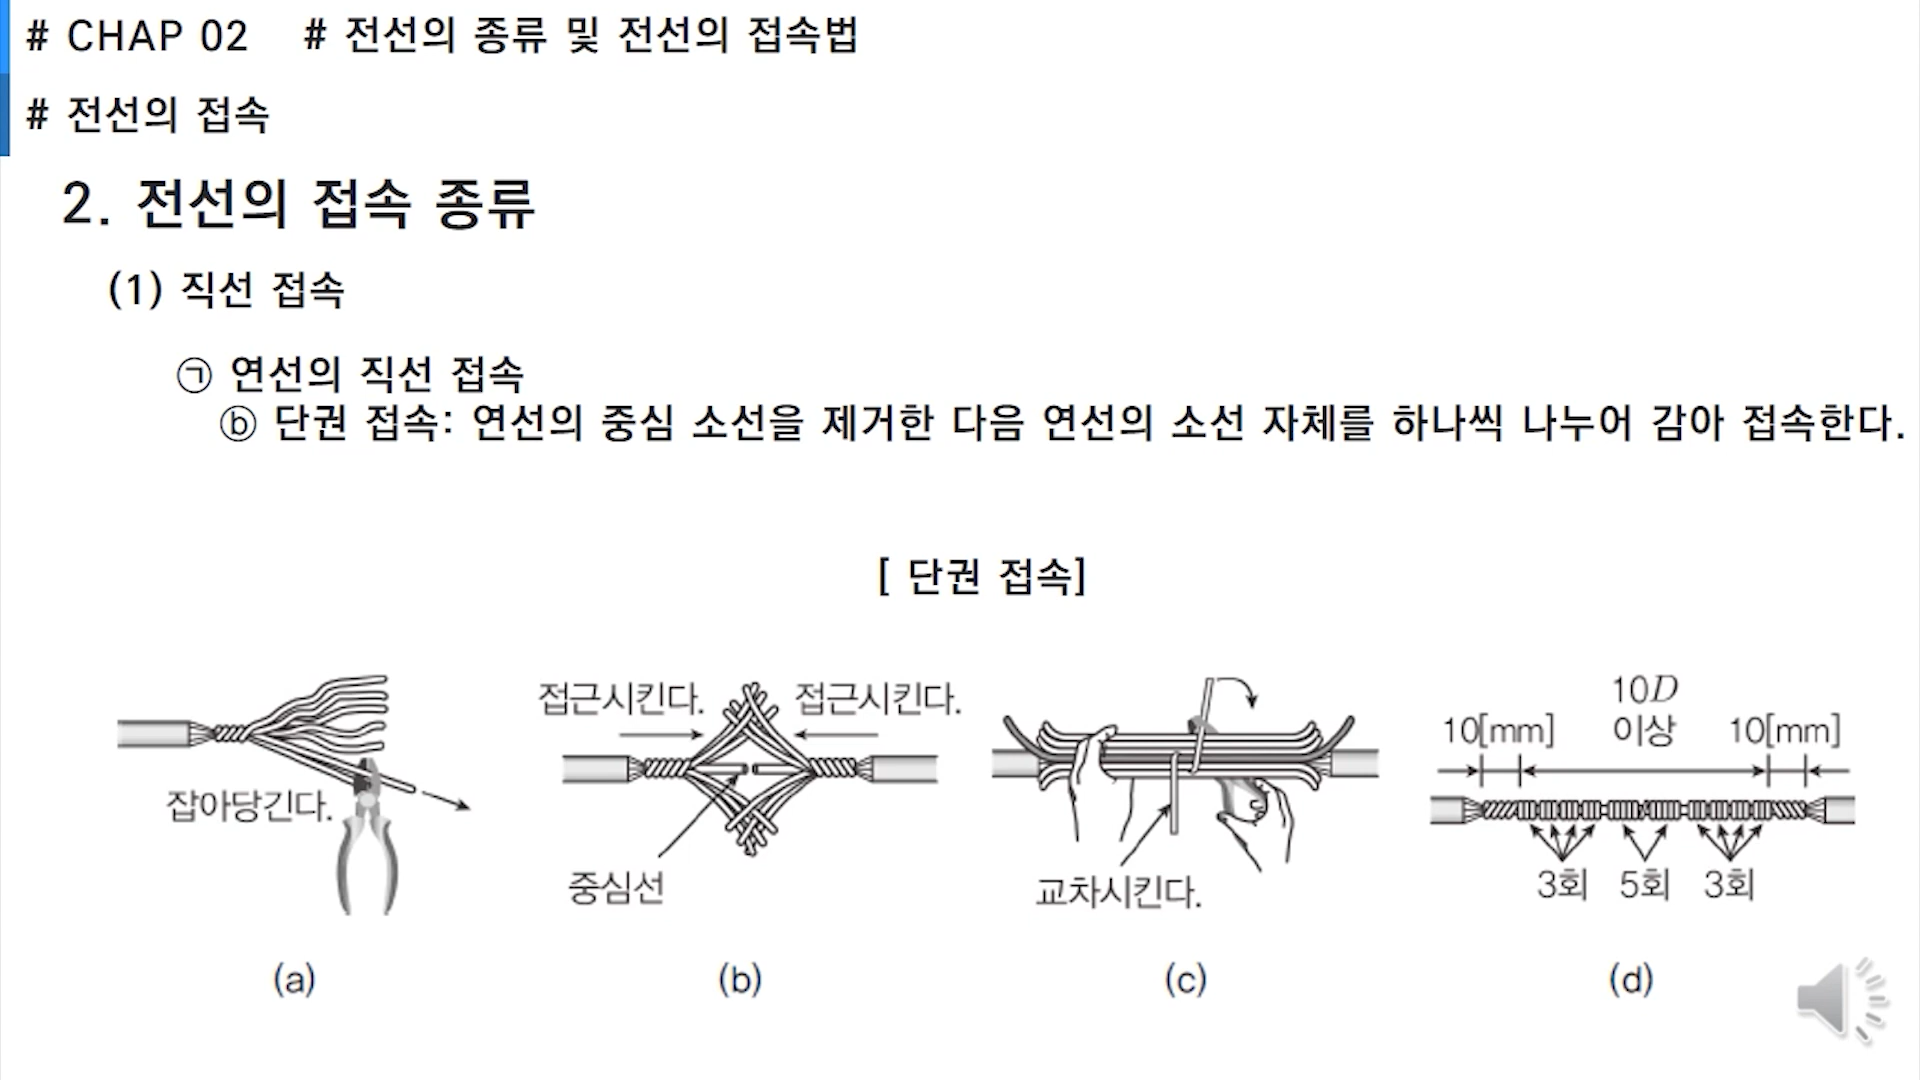 # CHAP 02 # 전선의 종류 및 전선의 접속법
# 전선의 접속
2. 전선의 접속 종류
(1) 직선 접속
㉠ 연선의 직선 접속
ⓑ 단권 접속: 연선의 중심 소선을 제거한 다음 연선의 소선 자체를 하나씩 나누어 감아 접속한다.
[ 단권 접속]
잡아당긴다.
(a)
접근시킨다. 접근시킨다.
중심선
(b)
교차시킨다.
(c)
10D
10[mm] 이상 10[mm]
3회 5회 3회
(d)